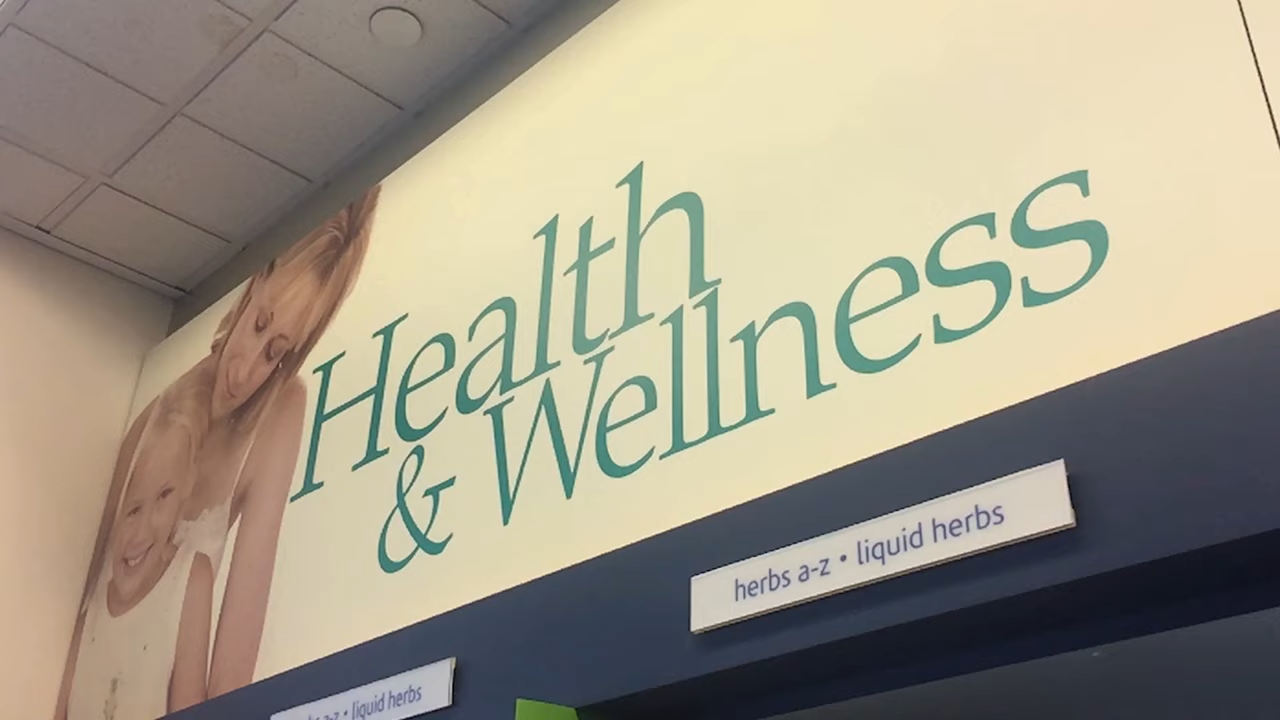 Health
& Wellness
herbs a-z • liquid herbs
a-z • liquid herbs